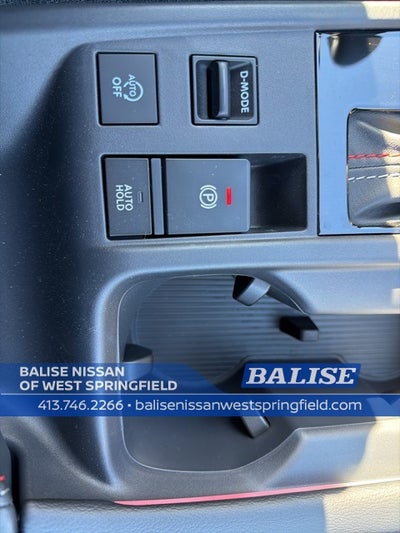 AUTO
OFF
D-MODE
AUTO
HOLD
(P)
BALISE NISSAN
OF WEST SPRINGFIELD
BALISE
413.746.2266 • balisenissanwestspringfield.com